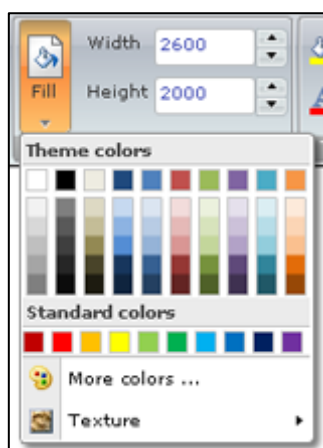 Width 2600
Fill
Height 2000
Theme colors
Standard colors
More colors ...
Texture